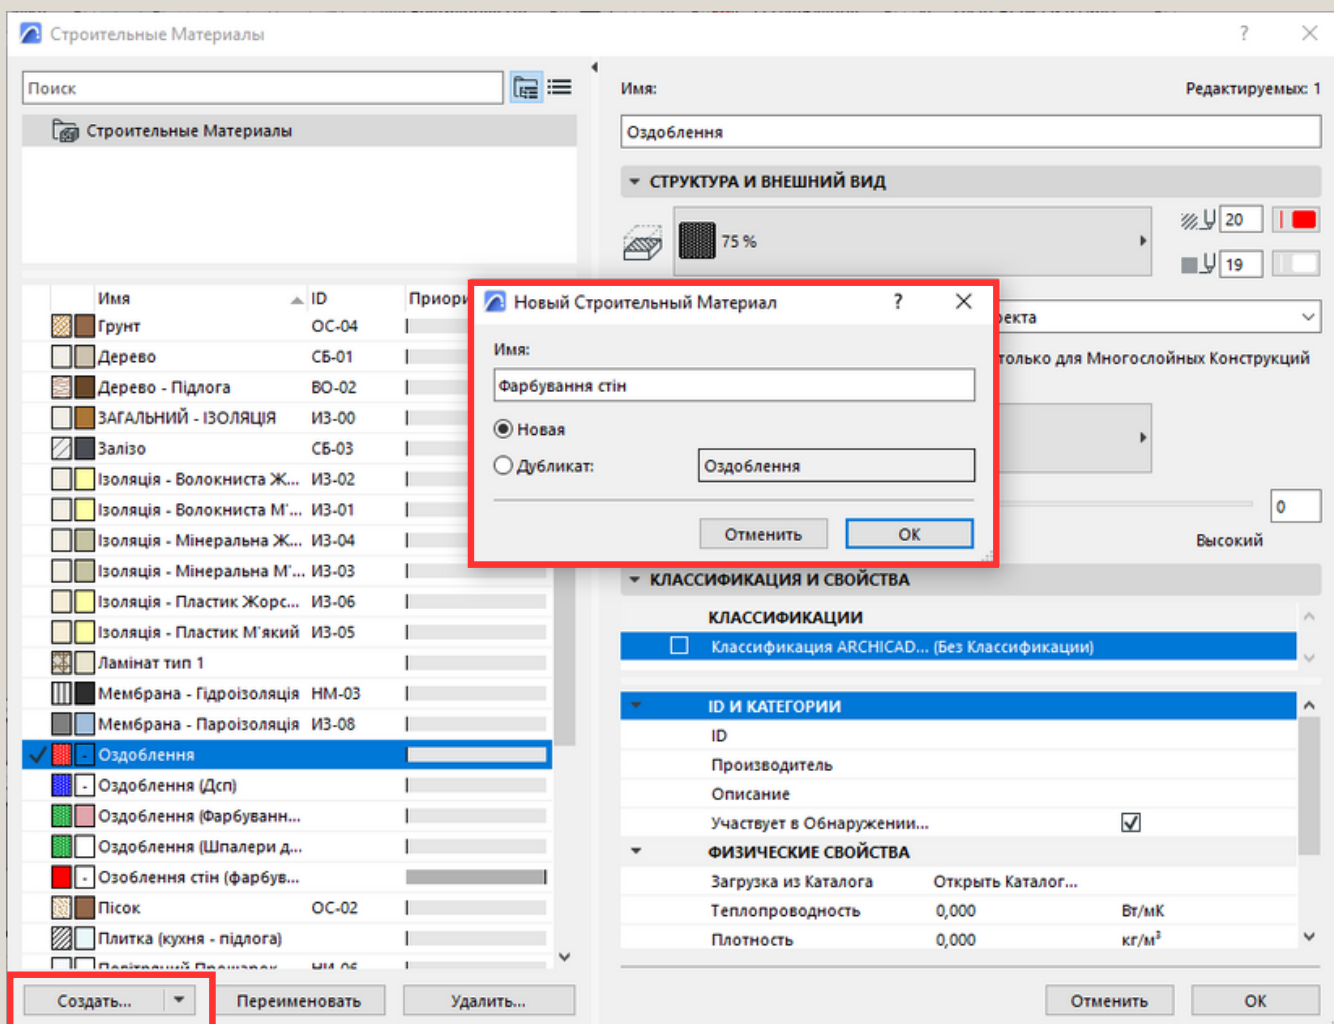 Строительные Материалы
?
Поиск
Строительные Материалы
Имя
ID
Приори
Грунт ОС-04
Дерево СБ-01
Дерево - Підлога ВО-02
ЗАГАЛЬНИЙ - ІЗОЛЯЦІЯ ИЗ-00
Залізо СБ-03
Ізоляція - Волокниста Ж... ИЗ-02
Ізоляція - Волокниста М'... ИЗ-01
Ізоляція - Мінеральна Ж... ИЗ-04
Ізоляція - Мінеральна М'... ИЗ-03
Ізоляція - Пластик Жорс... ИЗ-06
Ізоляція - Пластик М'який ИЗ-05
Ламінат тип 1
Мембрана - Гідроізоляція НМ-03
Мембрана - Пароізоляція ИЗ-08
Оздоблення
Оздоблення (Дсп)
Оздоблення (Фарбуванн...
Оздоблення (Шпалери д...
Озоблення стін (фарбув...
Пісок ОС-02
Плитка (кухня - підлога)
Создать...
Переименовать
Удалить...
Имя:
Редактируемых: 1
Оздоблення
СТРУКТУРА И ВНЕШНИЙ ВИД
75 %
20
19
Новый Строительный Материал ?
Имя:
Фарбування стін
Новая
Дубликат: Оздоблення
Отменить ОК
только для Многослойных Конструкций
0
Высокий
КЛАССИФИКАЦИЯ И СВОЙСТВА
КЛАССИФИКАЦИИ
Классификация ARCHICAD... (Без Классификации)
ID И КАТЕГОРИИ
ID
Производитель
Описание
Участвует в Обнаружении...
ФИЗИЧЕСКИЕ СВОЙСТВА
Загрузка из Каталога Открыть Каталог...
Теплопроводность 0,000 Вт/мК
Плотность 0,000 кг/м³
Отменить ОК